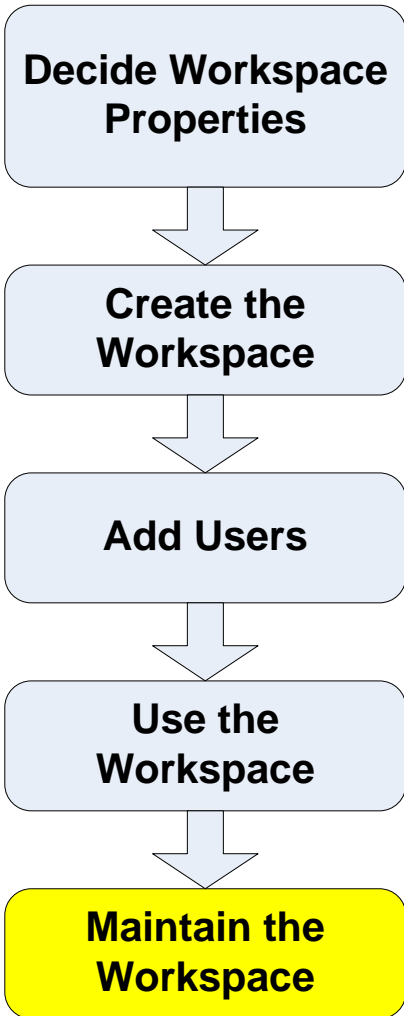 Decide Workspace
Properties
Create the
Workspace
Add Users
Use the
Workspace
Maintain the
Workspace